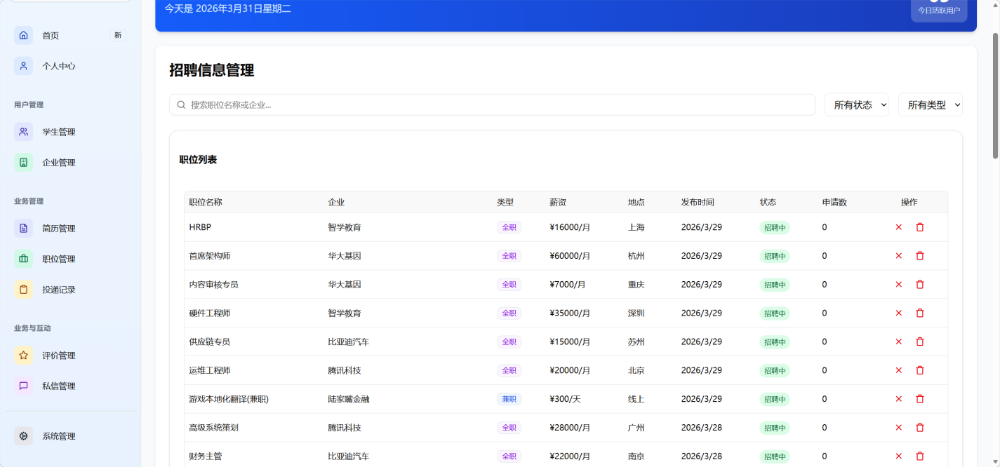 今天是 2026年3月31日星期二
今日活跃用户
首页 新
个人中心
用户管理
学生管理
企业管理
业务管理
简历管理
职位管理
投递记录
业务与互动
评价管理
私信管理
系统管理
招聘信息管理
搜索职位名称或企业...
所有状态
所有类型
职位列表
职位名称 企业 类型 薪资 地点 发布时间 状态 申请数 操作
HRBP 智学教育 全职 ¥16000/月 上海 2026/3/29 招聘中 0
首席架构师 华大基因 全职 ¥60000/月 杭州 2026/3/29 招聘中 0
内容审核专员 华大基因 全职 ¥7000/月 重庆 2026/3/29 招聘中 0
硬件工程师 智学教育 全职 ¥35000/月 深圳 2026/3/29 招聘中 0
供应链专员 比亚迪汽车 全职 ¥15000/月 苏州 2026/3/29 招聘中 0
运维工程师 腾讯科技 全职 ¥20000/月 北京 2026/3/29 招聘中 0
游戏本地化翻译(兼职) 陆家嘴金融 兼职 ¥300/天 线上 2026/3/29 招聘中 0
高级系统策划 腾讯科技 全职 ¥28000/月 广州 2026/3/28 招聘中 0
财务主管 比亚迪汽车 全职 ¥22000/月 南京 2026/3/28 招聘中 0